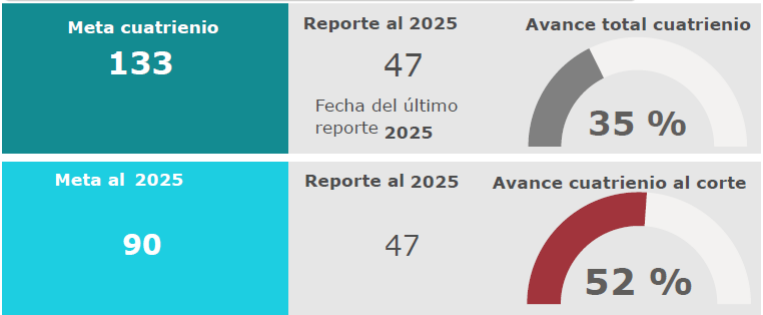 Meta cuatrienio
133
Reporte al 2025
47
Fecha del último
reporte 2025
Avance total cuatrienio
35 %
Meta al 2025
90
Reporte al 2025
47
Avance cuatrienio al corte
52 %